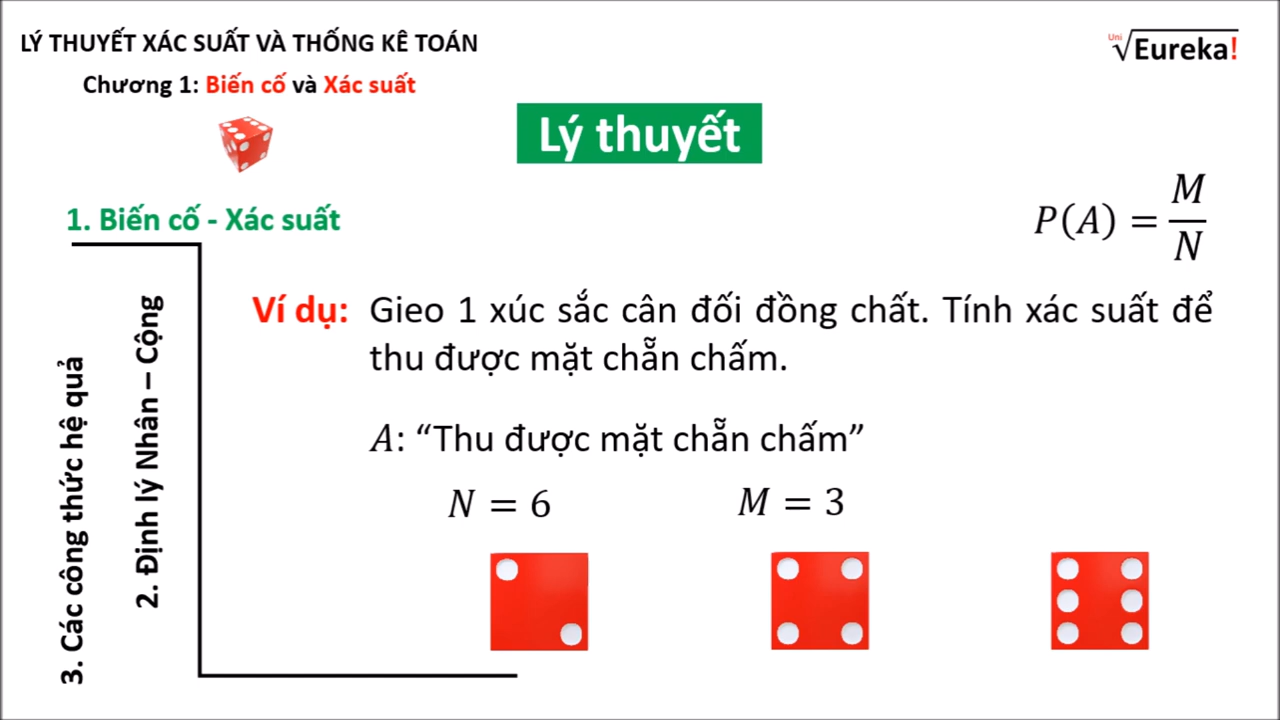 LÝ THUYẾT XÁC SUẤT VÀ THỐNG KÊ TOÁN
Chương 1: Biến cố và Xác suất
Uni
√Eureka!
Lý thuyết
1. Biến cố - Xác suất
P(A) = M/N
Ví dụ: Gieo 1 xúc sắc cân đối đồng chất. Tính xác suất để
thu được mặt chẵn chấm.
A: “Thu được mặt chẵn chấm”
N = 6
M = 3
2. Định lý Nhân – Cộng
3. Các công thức hệ quả